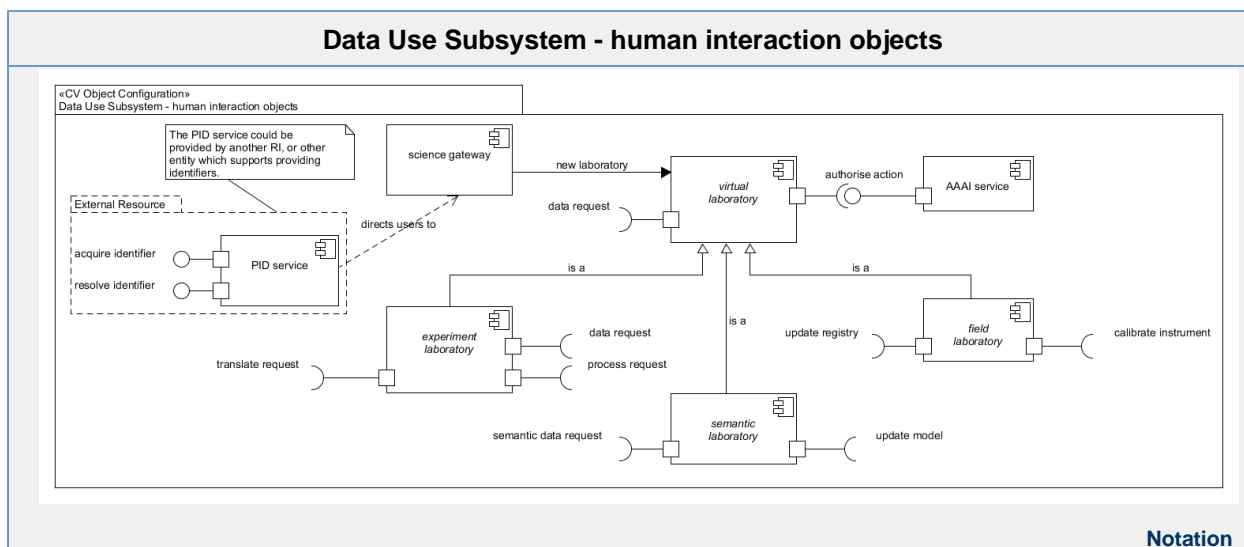 Data Use Subsystem - human interaction objects
«CV Object Configuration»
Data Use Subsystem - human interaction objects
The PID service could be
provided by another RI, or other
entity which supports providing
identifiers.
science gateway
new laboratory
virtual
laboratory
authorise action
AAAI service
data request
External Resource
directs users to
acquire identifier
PID service
resolve identifier
is a
is a
is a
experiment
laboratory
data request
process request
translate request
update registry
field
laboratory
calibrate instrument
semantic data request
semantic
laboratory
update model
Notation